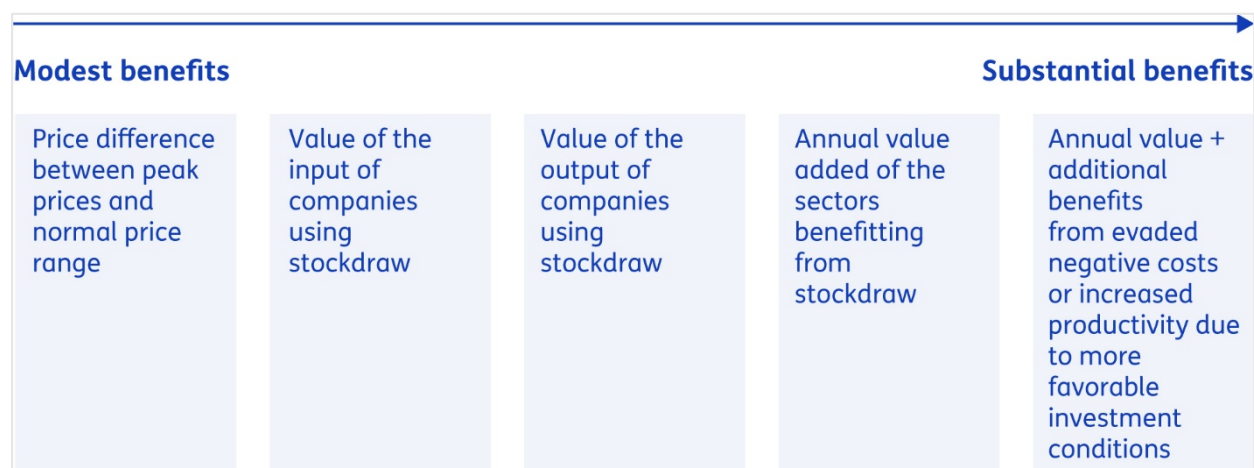 Modest benefits
Substantial benefits
Price difference
between peak
prices and
normal price
range
Value of the
input of
companies
using
stockdraw
Value of the
output of
companies
using
stockdraw
Annual value
added of the
sectors
benefitting
from
stockdraw
Annual value +
additional
benefits
from evaded
negative costs
or increased
productivity due
to more
favorable
investment
conditions